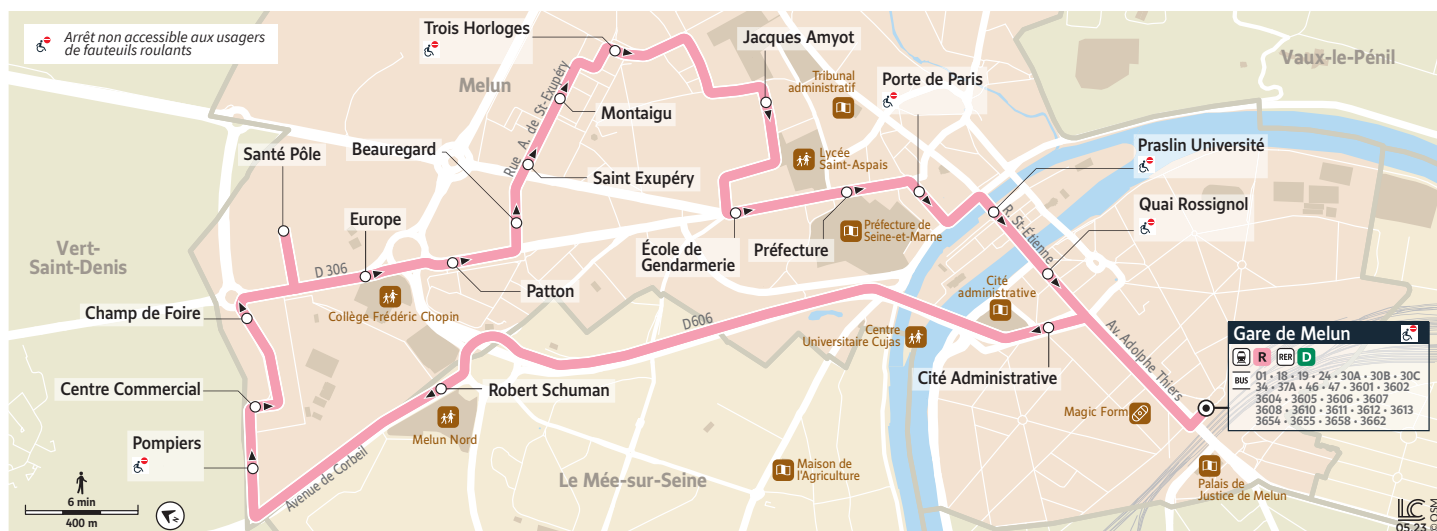 Arrêt non accessible aux usagers
de fauteuils roulants
Trois Horloges
Jacques Amyot
Vaux-le-Pénil
Melun
Tribunal
administratif
Porte de Paris
Rue A. de St-Exupéry
Montaigu
Santé Pôle
Beauregard
Lycée
Saint-Aspais
Praslin Université
Saint Exupéry
Quai Rossignol
Europe
R. St-Étienne
Préfecture de
Seine-et-Marne
Vert-
Saint-Denis
École de
Gendarmerie
Préfecture
D 306
Patton
Cité
administrative
Champ de Foire
Collège Frédéric Chopin
D606
Centre
Universitaire Cujas
Av. Adolphe Thiers
Gare de Melun
R RER D
BUS
01 • 18 • 19 • 24 • 30A • 30B • 30C
34 • 37A • 46 • 47 • 3601 • 3602
3604 • 3605 • 3606 • 3607
3608 • 3610 • 3611 • 3612 • 3613
3654 • 3655 • 3658 • 3662
Cité Administrative
Centre Commercial
Robert Schuman
Magic Form
Melun Nord
Pompiers
Avenue de Corbeil
Le Mée-sur-Seine
Maison de
l'Agriculture
Palais de
Justice de Melun
6 min
400 m
LC
05.23 © OSM